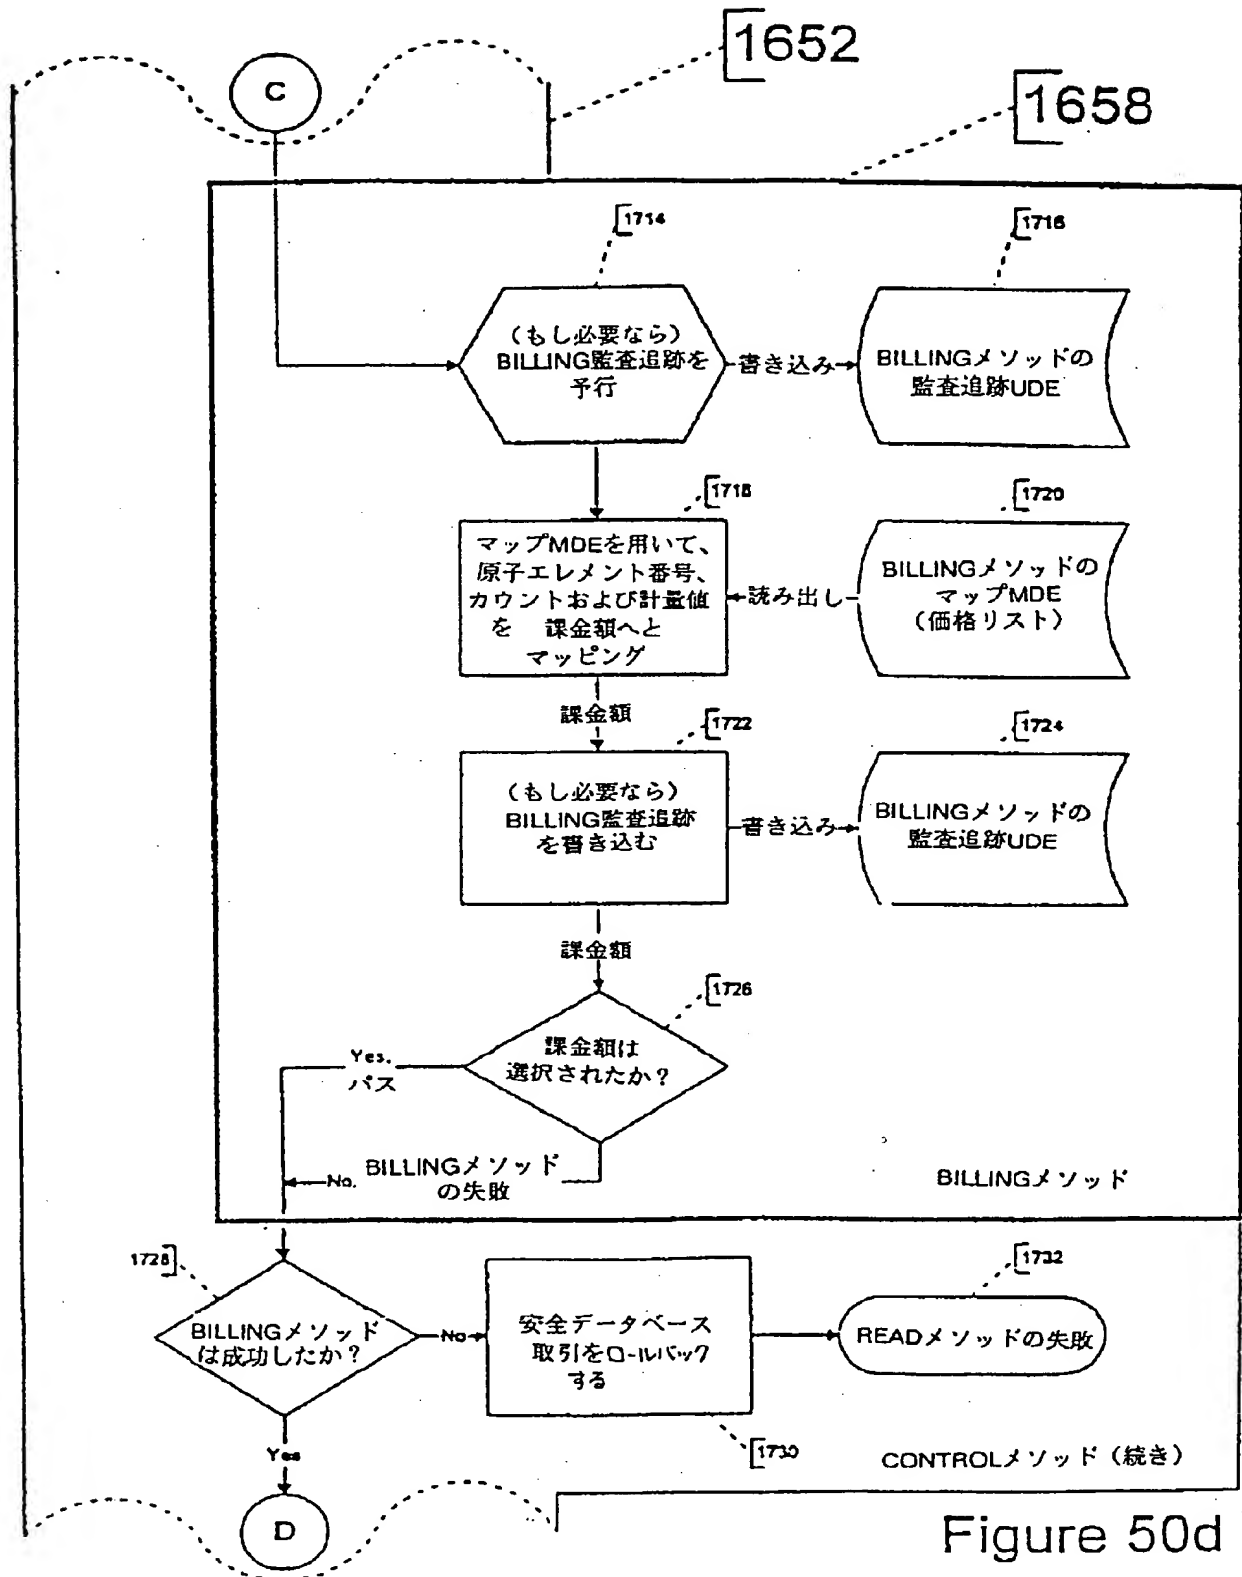 1652
C
1658
1714
1716
(もし必要なら)
BILLING監査追跡を
予行
書き込み
BILLINGメソッドの
監査追跡UDE
1718
1720
マップMDEを用いて、
原子エレメント番号、
カウントおよび計量値
を 課金額へと
マッピング
読み出し
BILLINGメソッドの
マップMDE
(価格リスト)
課金額
1722
1724
(もし必要なら)
BILLING監査追跡
を書き込む
書き込み
BILLINGメソッドの
監査追跡UDE
課金額
1726
課金額は
選択されたか?
Yes.
パス
No.
BILLINGメソッド
の失敗
BILLINGメソッド
1728
1732
BILLINGメソッド
は成功したか?
No
安全データベース
取引をロールバック
する
READメソッドの失敗
1730
Yes
CONTROLメソッド(続き)
D
Figure 50d